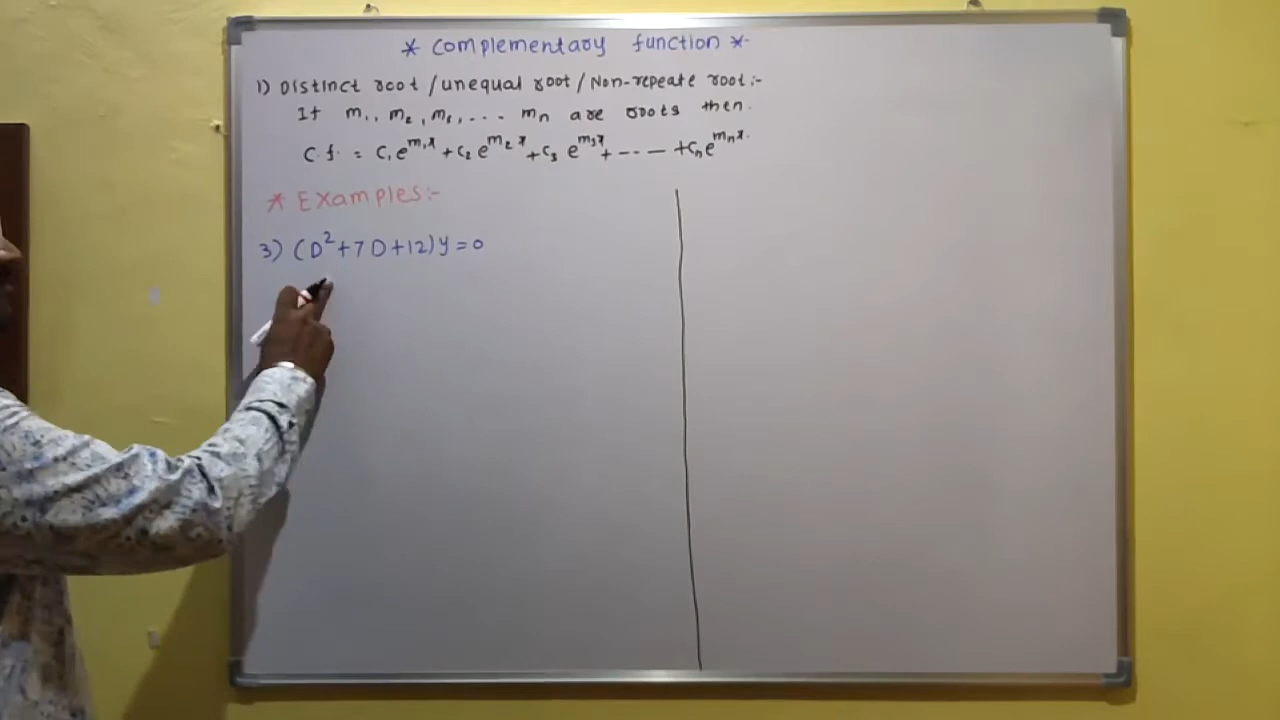 * Complementary function *
1) Distinct root / unequal root / Non-repeate root :-
If m₁, m₂, m₃, .... mₙ are roots then.
C.f. = C₁e^m₁x + C₂e^m₂x + C₃e^m₃x + ---- + Cₙe^mₙx.
* Examples :-
3) (D² + 7D + 12) y = 0